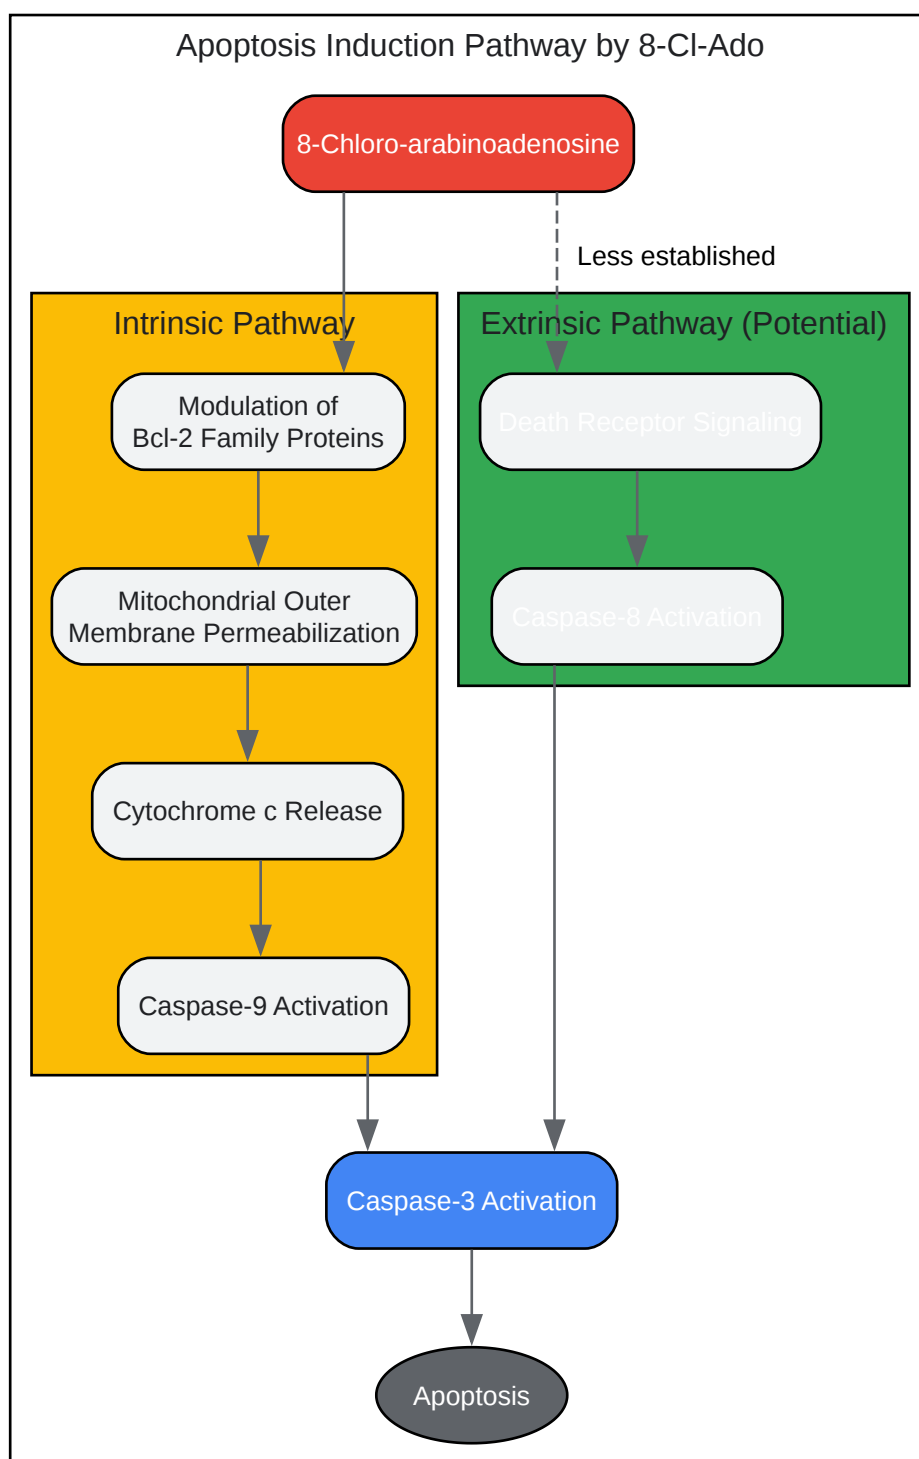 Apoptosis Induction Pathway by 8-Cl-Ado
8-Chloro-arabinoadenosine
Less established
Intrinsic Pathway
Modulation of
Bcl-2 Family Proteins
Mitochondrial Outer
Membrane Permeabilization
Cytochrome c Release
Caspase-9 Activation
Extrinsic Pathway (Potential)
Death Receptor Signaling
Caspase-8 Activation
Caspase-3 Activation
Apoptosis